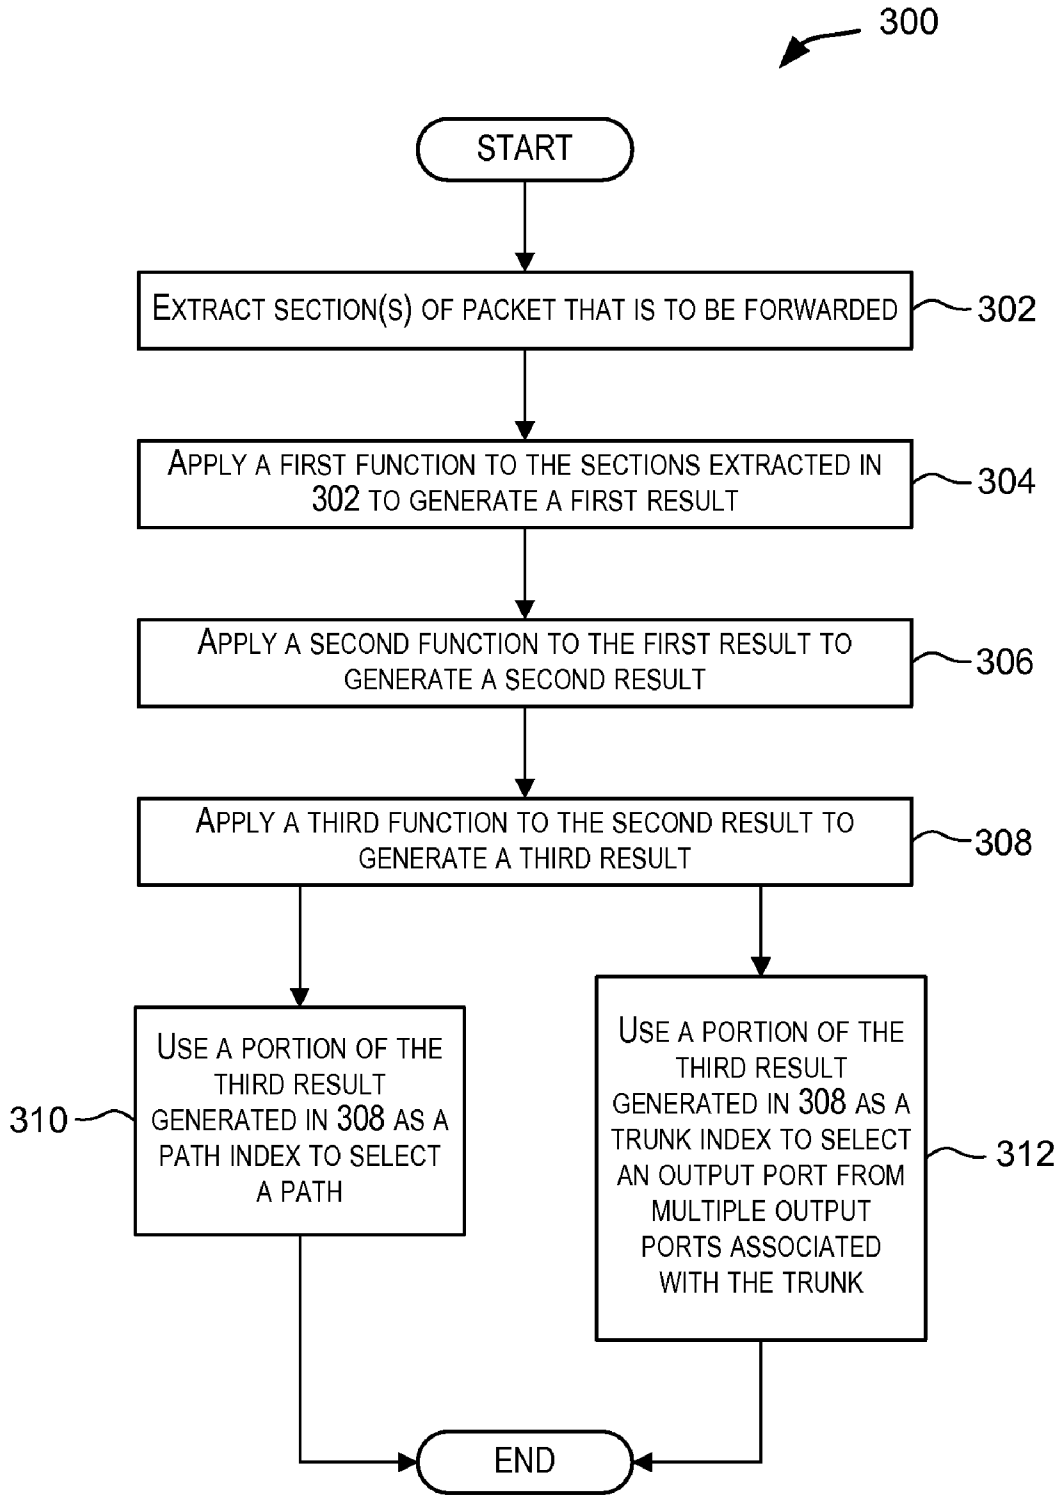 300
START
EXTRACT SECTION(S) OF PACKET THAT IS TO BE FORWARDED
302
APPLY A FIRST FUNCTION TO THE SECTIONS EXTRACTED IN
302 TO GENERATE A FIRST RESULT
304
APPLY A SECOND FUNCTION TO THE FIRST RESULT TO
GENERATE A SECOND RESULT
306
APPLY A THIRD FUNCTION TO THE SECOND RESULT TO
GENERATE A THIRD RESULT
308
USE A PORTION OF THE
THIRD RESULT
GENERATED IN 308 AS A
PATH INDEX TO SELECT
A PATH
310
USE A PORTION OF THE
THIRD RESULT
GENERATED IN 308 AS A
TRUNK INDEX TO SELECT
AN OUTPUT PORT FROM
MULTIPLE OUTPUT
PORTS ASSOCIATED
WITH THE TRUNK
312
END